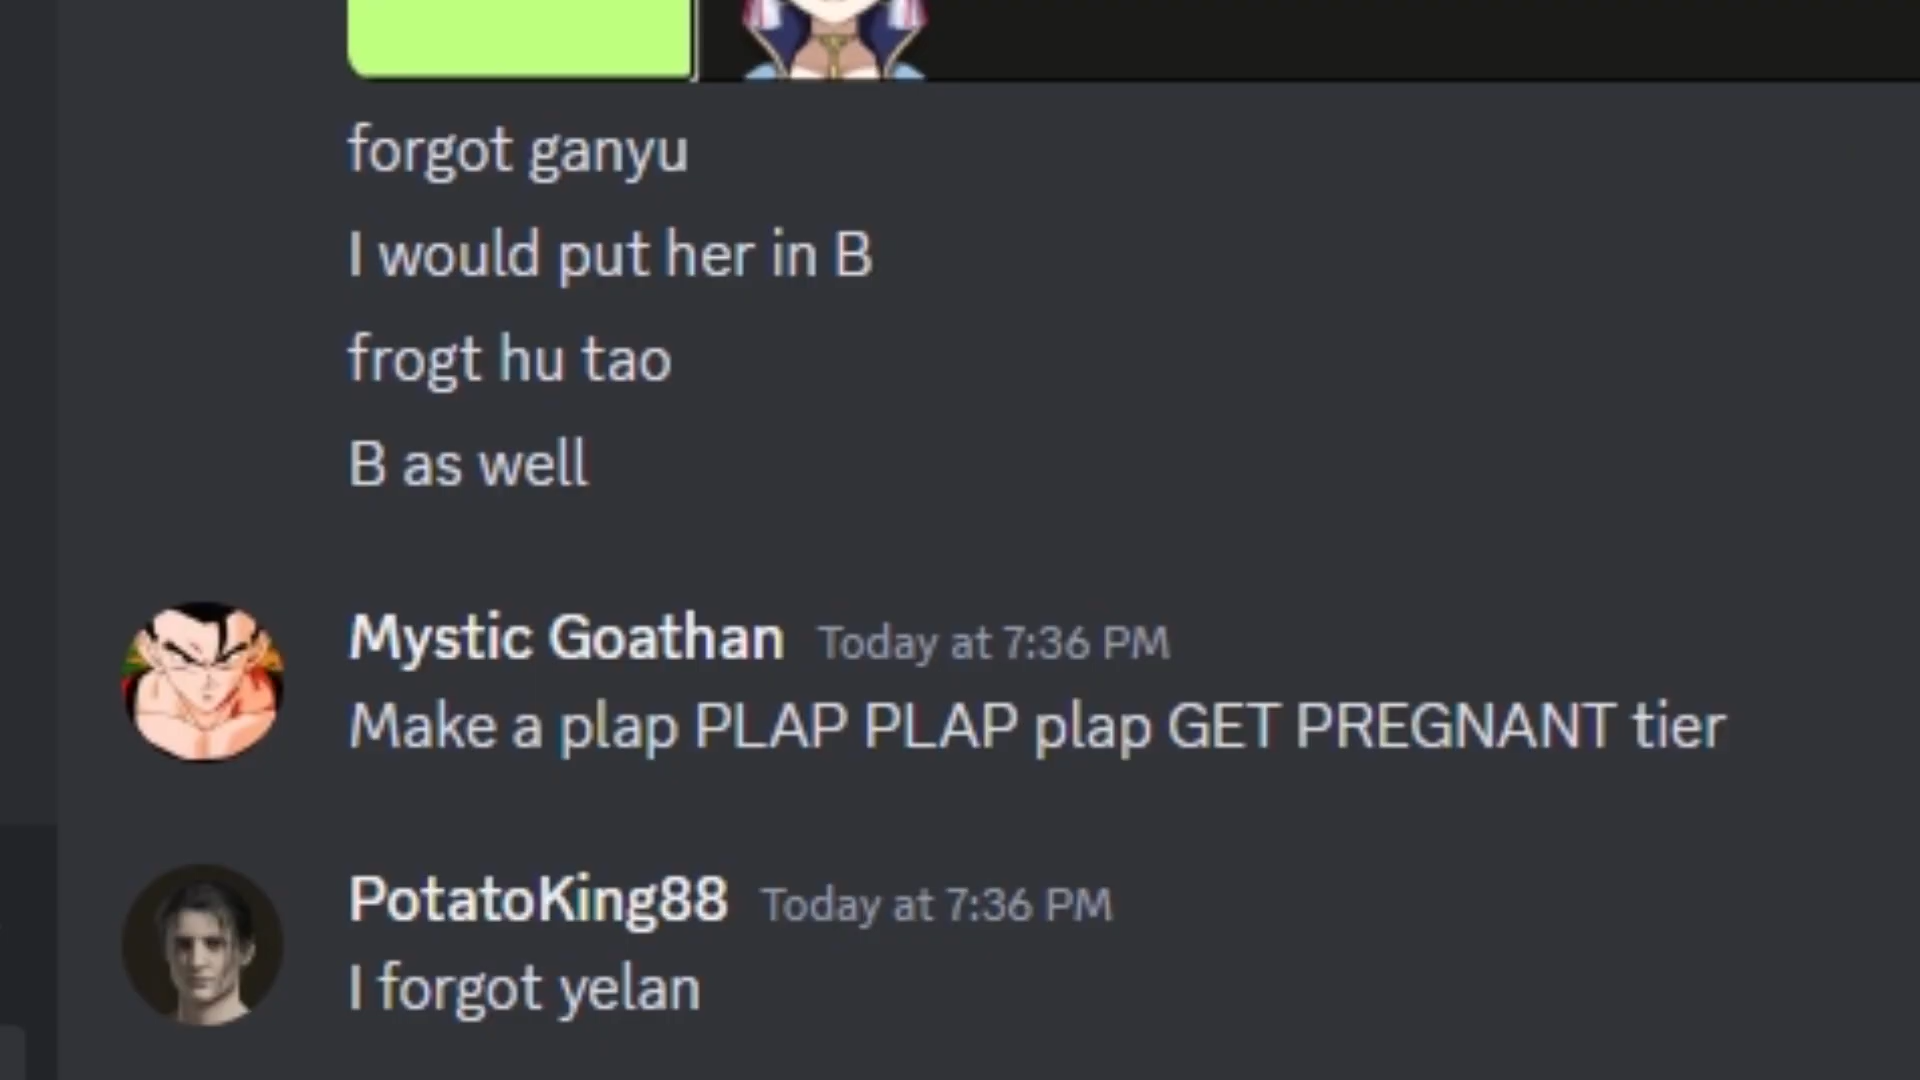 forgot ganyu
I would put her in B
frogt hu tao
B as well
Mystic Goathan Today at 7:36 PM
Make a plap PLAP PLAP plap GET PREGNANT tier
PotatoKing88 Today at 7:36 PM
I forgot yelan